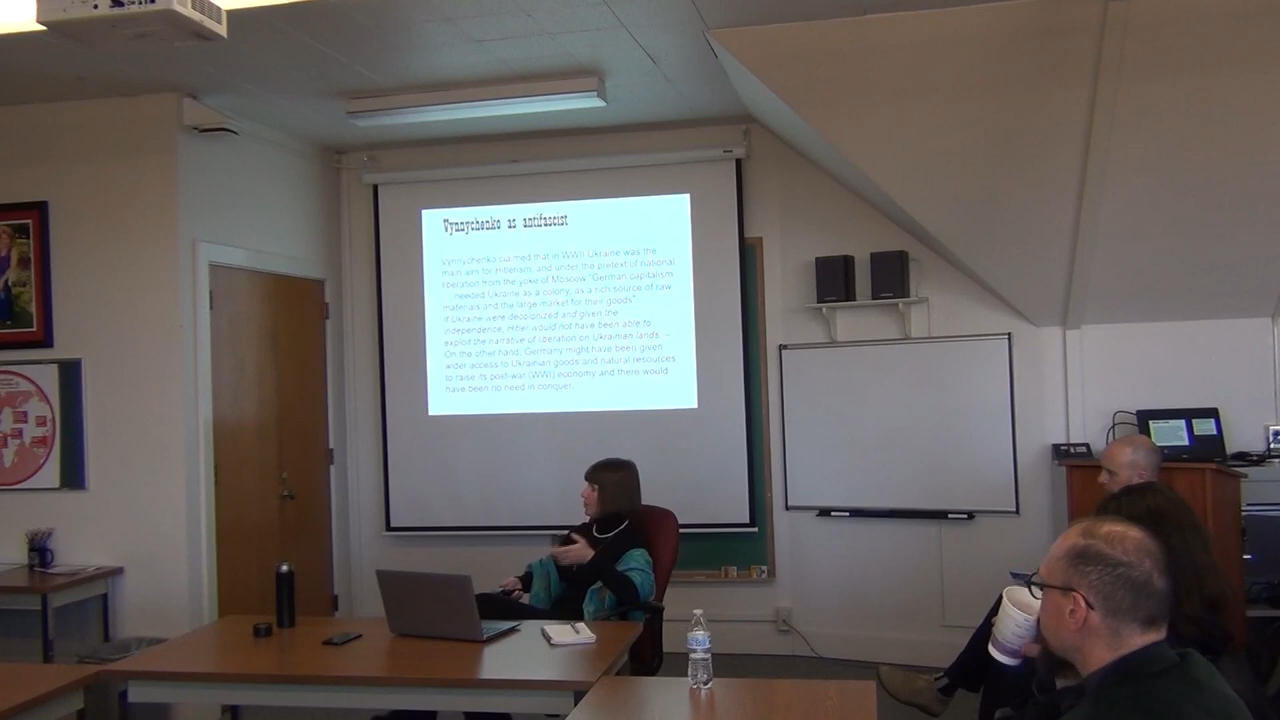 Vynnychenko as antifascist
Vynnychenko claimed that in WWII Ukraine was the
main aim for Hitlerism, and under the pretext of national
liberation from the yoke of Moscow "German capitalism
needed Ukraine as a colony, as a rich source of raw
materials and the large market for their goods"
If Ukraine were decolonized and given the
independence, Hitler would not have been able to
exploit the narrative of liberation on Ukrainian lands. –
On the other hand, Germany might have been given
wider access to Ukrainian goods and natural resources
to raise its post-war (WWI) economy and there would
have been no need in conquer.